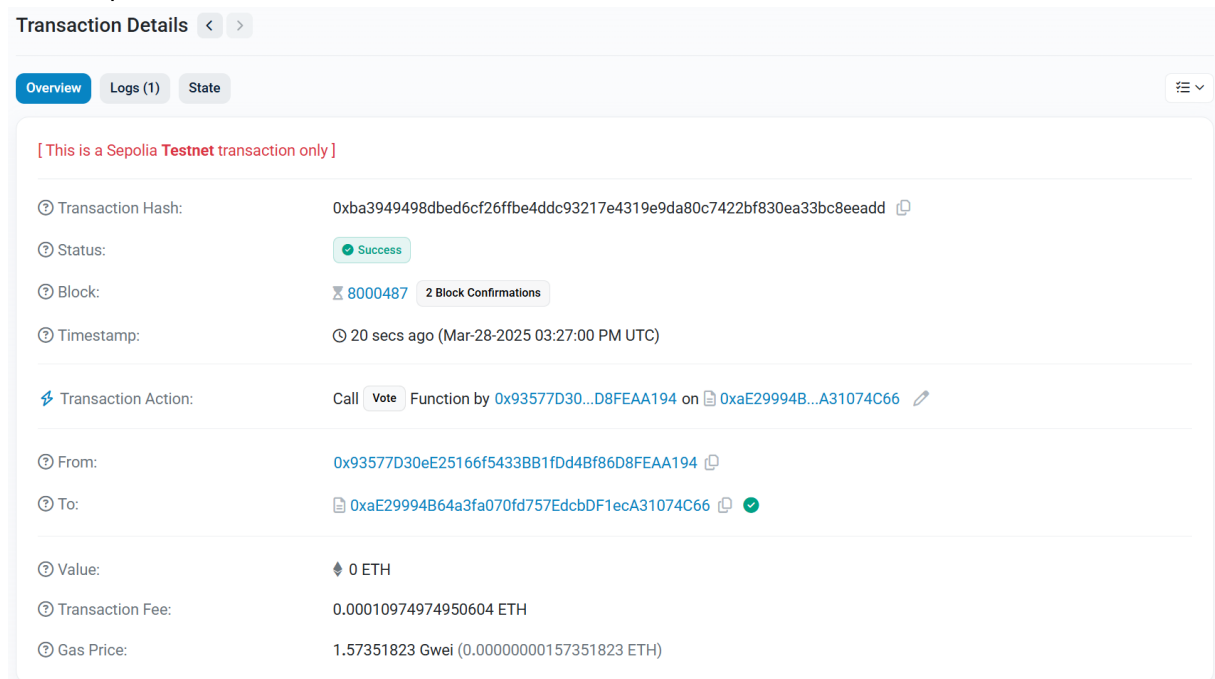 Transaction Details < >
Overview Logs (1) State
[ This is a Sepolia Testnet transaction only ]
Transaction Hash: 0xba3949498dbed6cf26ffbe4ddc93217e4319e9da80c7422bf830ea33bc8eeadd
Status: Success
Block: 8000487 2 Block Confirmations
Timestamp: 20 secs ago (Mar-28-2025 03:27:00 PM UTC)
Transaction Action: Call Vote Function by 0x93577D30...D8FEAA194 on 0xaE29994B...A31074C66
From: 0x93577D30eE25166f5433BB1fDd4Bf86D8FEAA194
To: 0xaE29994B64a3fa070fd757EdcbDF1ecA31074C66
Value: 0 ETH
Transaction Fee: 0.00010974974950604 ETH
Gas Price: 1.57351823 Gwei (0.00000000157351823 ETH)